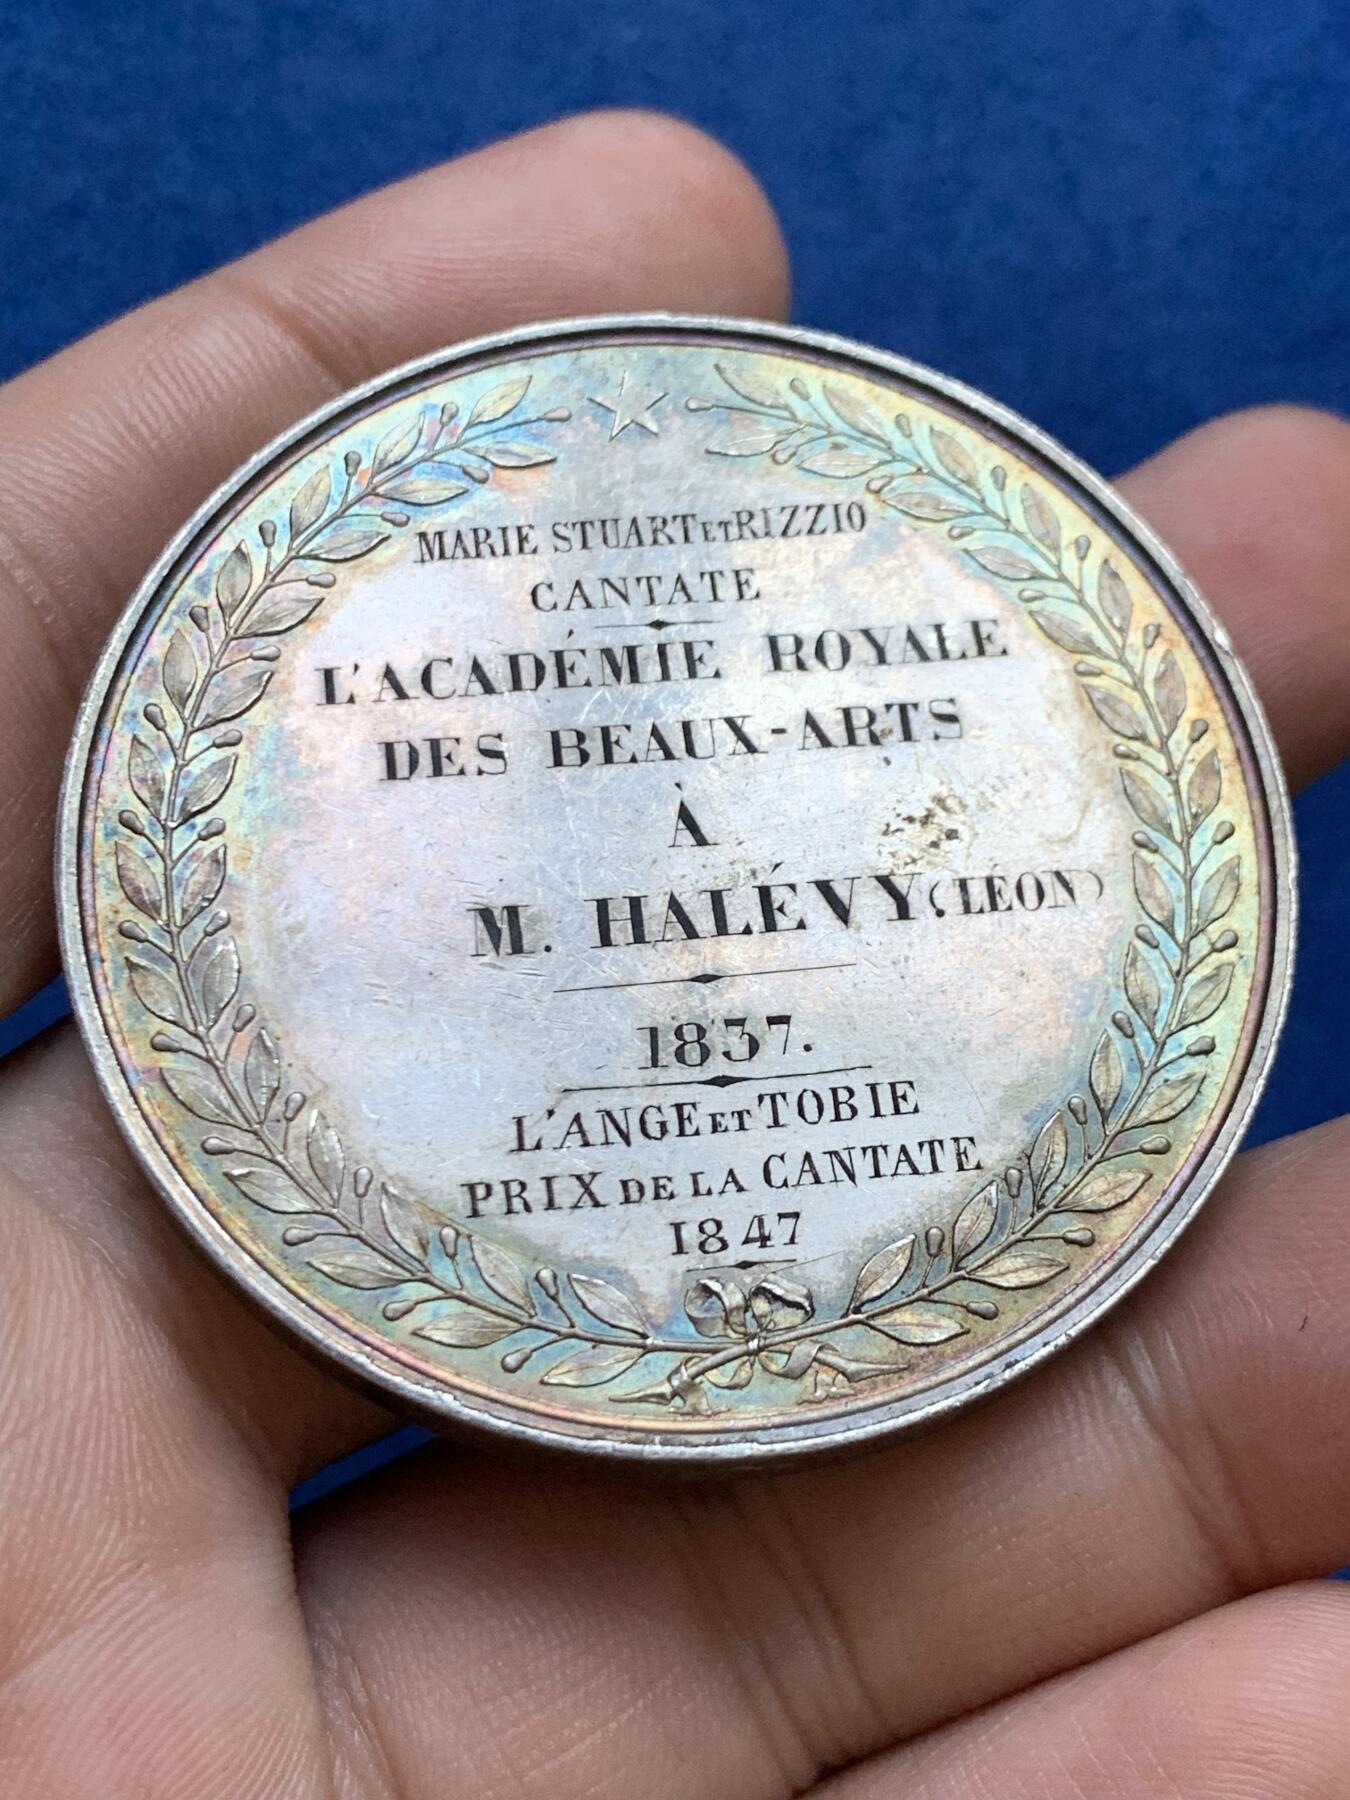 MARIE STUART ET RIZZIO
CANTATE
L'ACADÉMIE ROYALE
DES BEAUX-ARTS
À
M. HALÉVY (LÉON)
1837.
L'ANGE ET TOBIE
PRIX DE LA CANTATE
1847